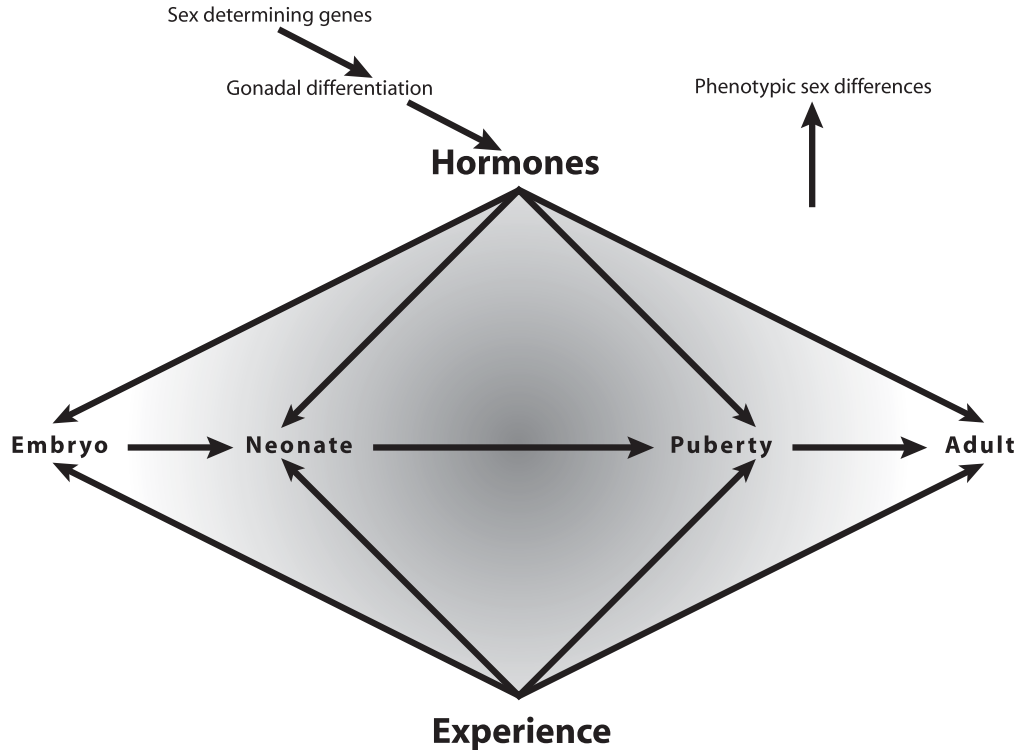 Sex determining genes
Gonadal differentiation
Phenotypic sex differences
Hormones
Embryo
Neonate
Puberty
Adult
Experience